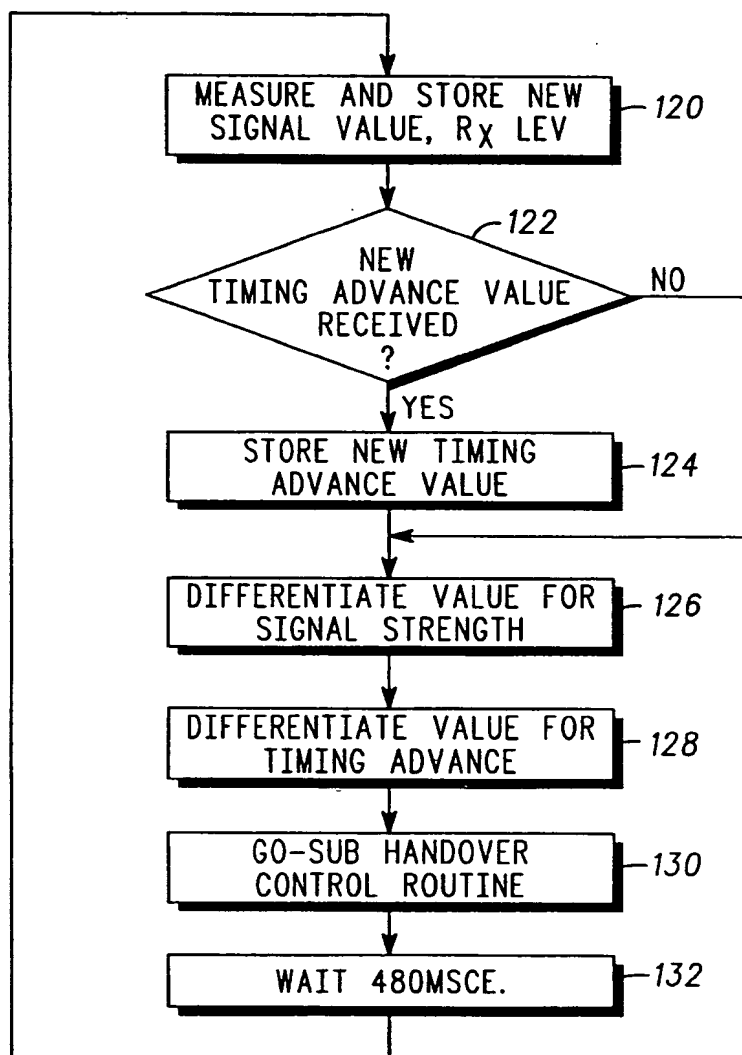 MEASURE AND STORE NEW
SIGNAL VALUE, RX LEV
120
122
NEW
TIMING ADVANCE VALUE
RECEIVED
?
NO
YES
STORE NEW TIMING
ADVANCE VALUE
124
DIFFERENTIATE VALUE FOR
SIGNAL STRENGTH
126
DIFFERENTIATE VALUE FOR
TIMING ADVANCE
128
GO-SUB HANDOVER
CONTROL ROUTINE
130
WAIT 480MSCE.
132